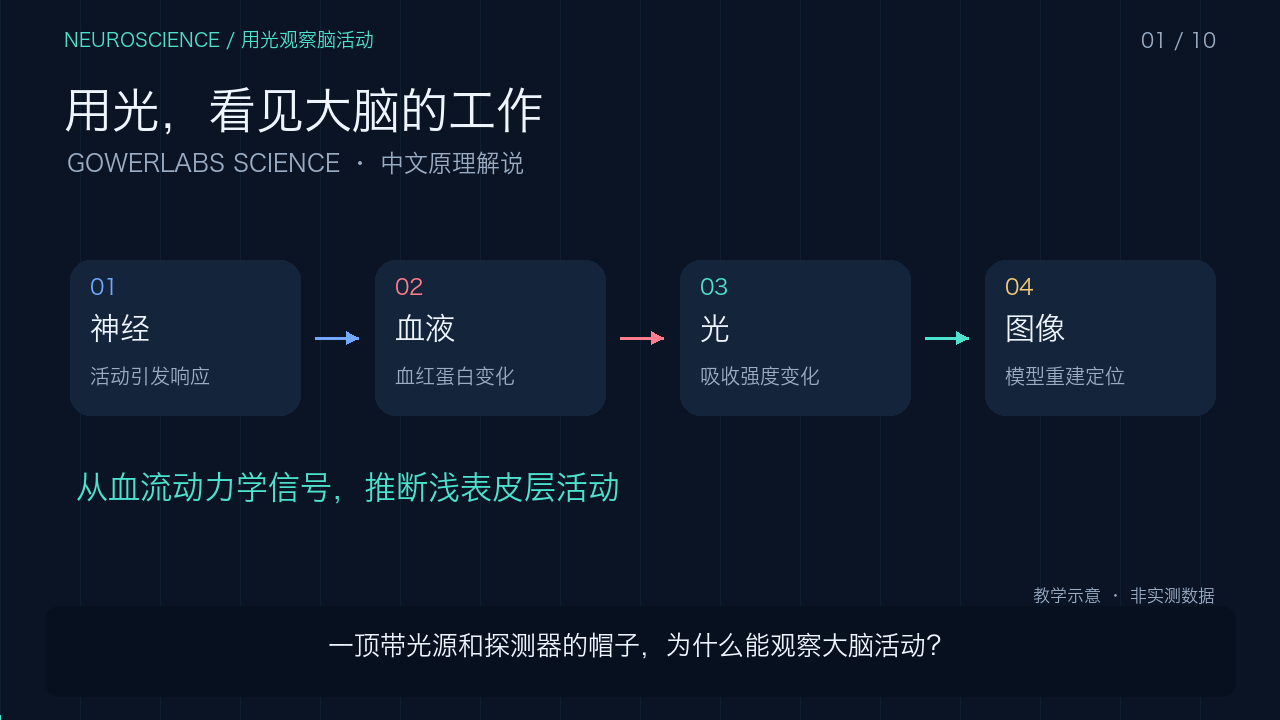 NEUROSCIENCE / 用光观察脑活动
01 / 10
用光，看见大脑的工作
GOWERLABS SCIENCE · 中文原理解说
01
神经
活动引发响应
02
血液
血红蛋白变化
03
光
吸收强度变化
04
图像
模型重建定位
从血流动力学信号，推断浅表皮层活动
教学示意 · 非实测数据
一顶带光源和探测器的帽子，为什么能观察大脑活动？